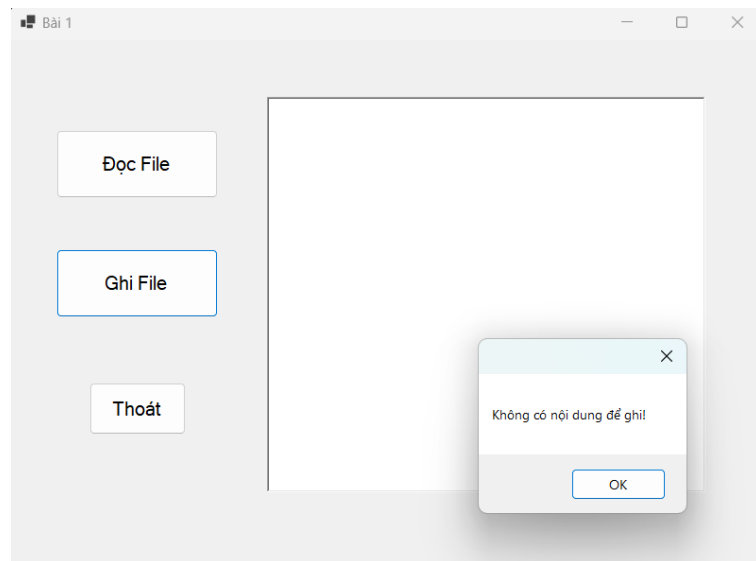 Bài 1
Đọc File
Ghi File
Thoát
Không có nội dung để ghi!
OK